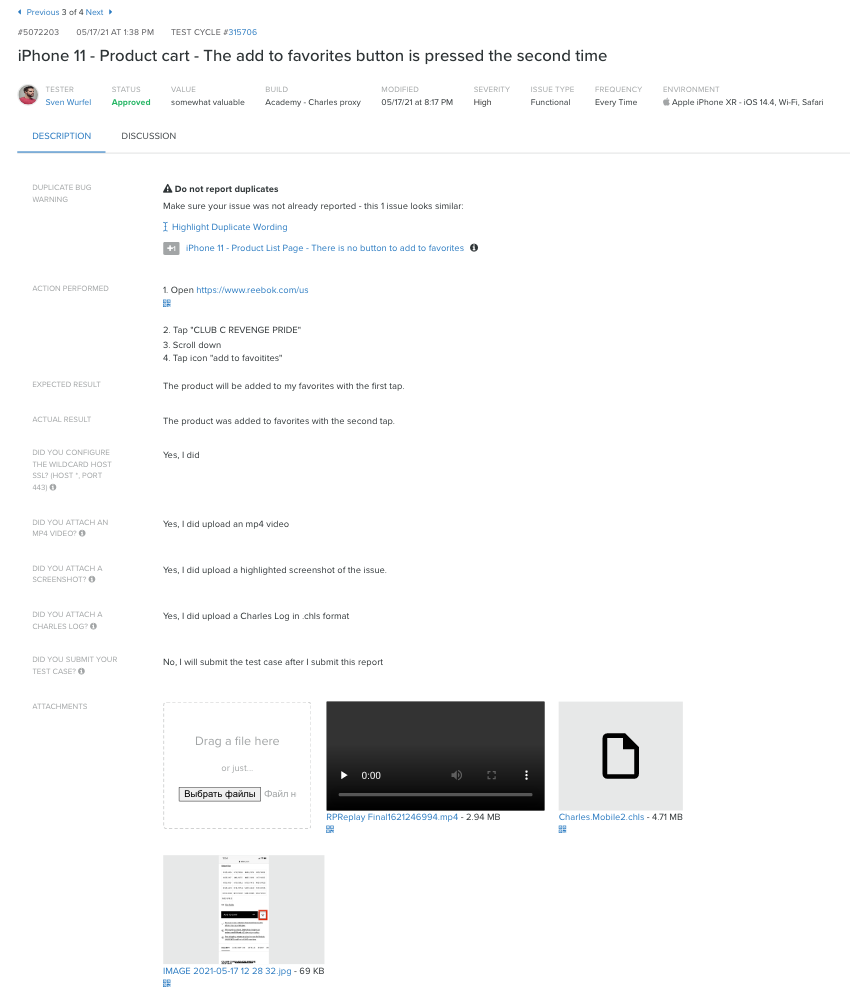 Previous 3 of 4 Next
#5072203 05/17/21 AT 1:38 PM TEST CYCLE #315706
iPhone 11 - Product cart - The add to favorites button is pressed the second time
TESTER STATUS VALUE BUILD MODIFIED SEVERITY ISSUE TYPE FREQUENCY ENVIRONMENT
Sven Wurfel Approved somewhat valuable Academy - Charles proxy 05/17/21 at 8:17 PM High Functional Every Time Apple iPhone XR - iOS 14.4, Wi-Fi, Safari
DESCRIPTION DISCUSSION
DUPLICATE BUG
WARNING
Do not report duplicates
Make sure your issue was not already reported - this 1 issue looks similar:
Highlight Duplicate Wording
+1 iPhone 11 - Product List Page - There is no button to add to favorites
ACTION PERFORMED
1. Open https://www.reebok.com/us
2. Tap "CLUB C REVENGE PRIDE"
3. Scroll down
4. Tap icon "add to favoitites"
EXPECTED RESULT
The product will be added to my favorites with the first tap.
ACTUAL RESULT
The product was added to favorites with the second tap.
DID YOU CONFIGURE
THE WILDCARD HOST
SSL? (HOST *, PORT
443)
Yes, I did
DID YOU ATTACH AN
MP4 VIDEO?
Yes, I did upload an mp4 video
DID YOU ATTACH A
SCREENSHOT?
Yes, I did upload a highlighted screenshot of the issue.
DID YOU ATTACH A
CHARLES LOG?
Yes, I did upload a Charles Log in .chls format
DID YOU SUBMIT YOUR
TEST CASE?
No, I will submit the test case after I submit this report
ATTACHMENTS
Drag a file here
or just...
Выбрать файлы Файл н
0:00
RPReplay Final1621246994.mp4 - 2.94 MB
Charles.Mobile2.chls - 4.71 MB
IMAGE 2021-05-17 12 28 32.jpg - 69 KB